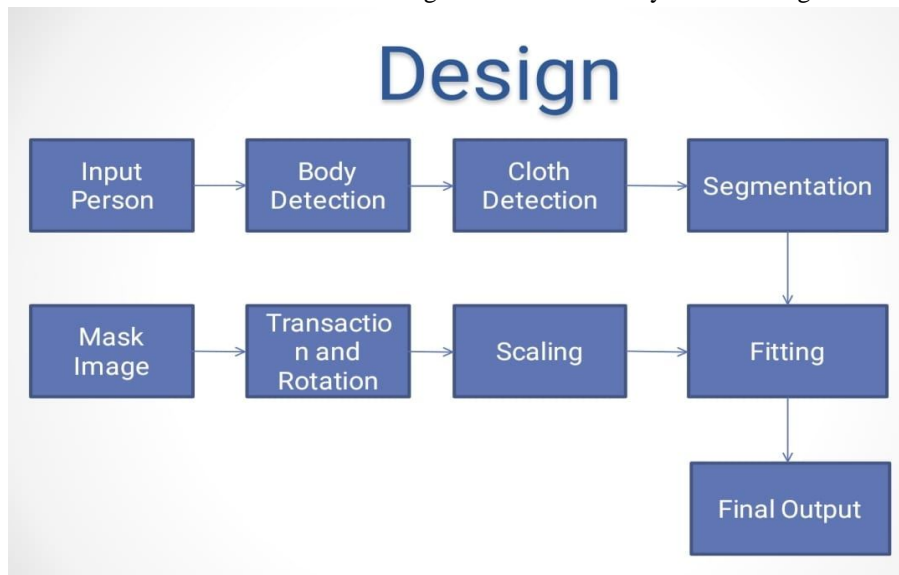 Design
Input
Person
Body
Detection
Cloth
Detection
Segmentation
Mask
Image
Transactio
n and
Rotation
Scaling
Fitting
Final Output